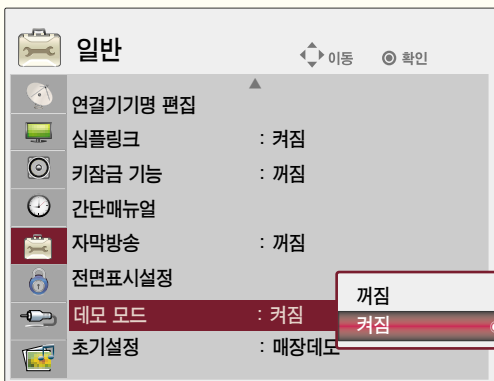 일반 이동 확인
연결기기명 편집
심플링크 : 켜짐
키잠금 기능 : 꺼짐
간단매뉴얼
자막방송 : 꺼짐
전면표시설정
꺼짐
데모 모드 : 켜짐
켜짐
초기설정 : 매장데모